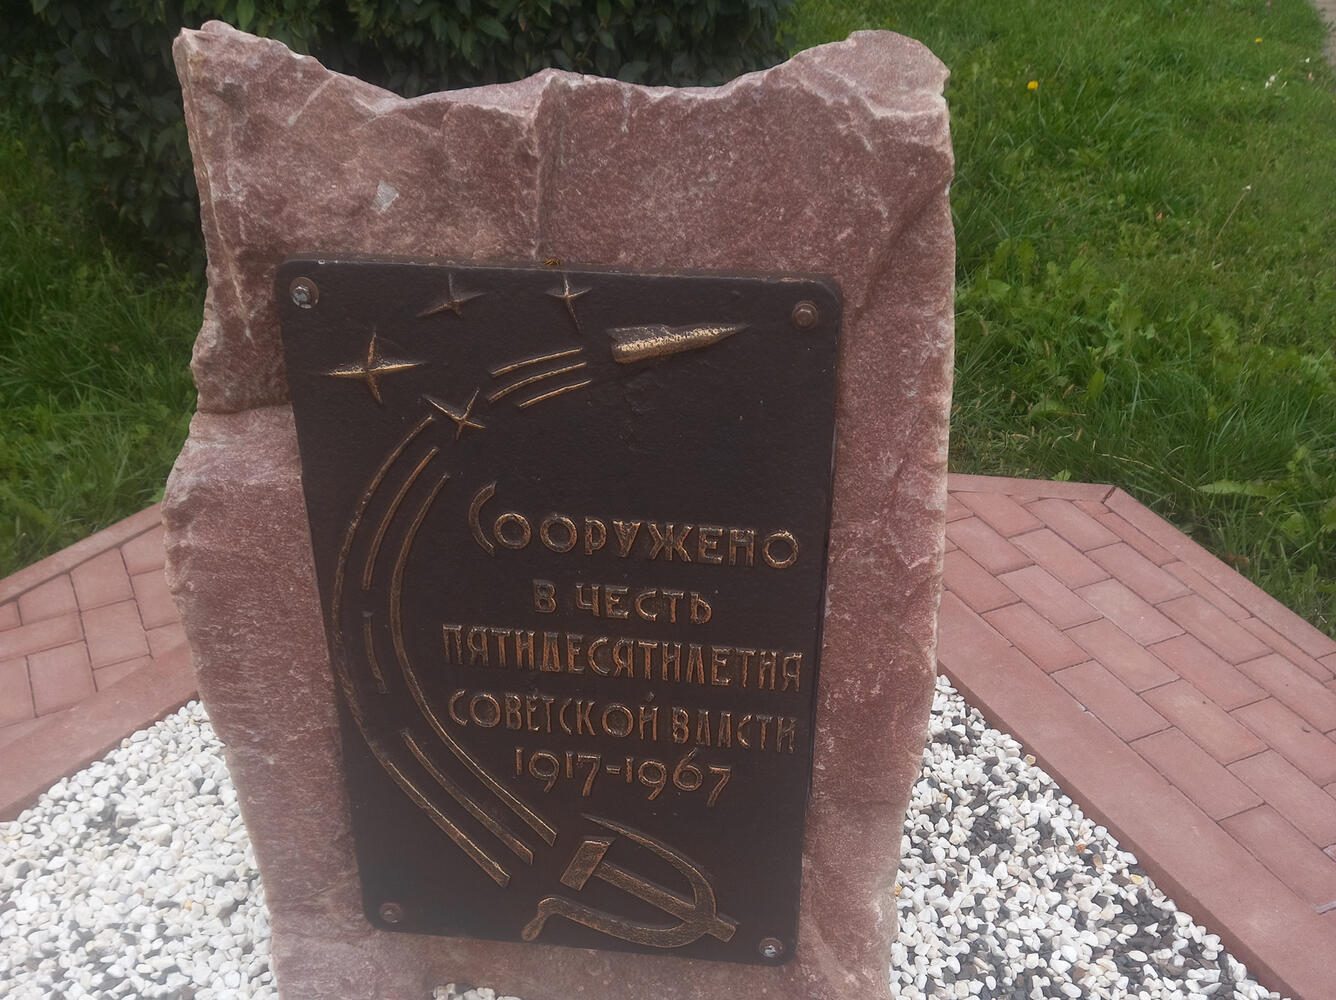 Сооружено
в честь
пятидесятилетия
советской власти
1917-1967